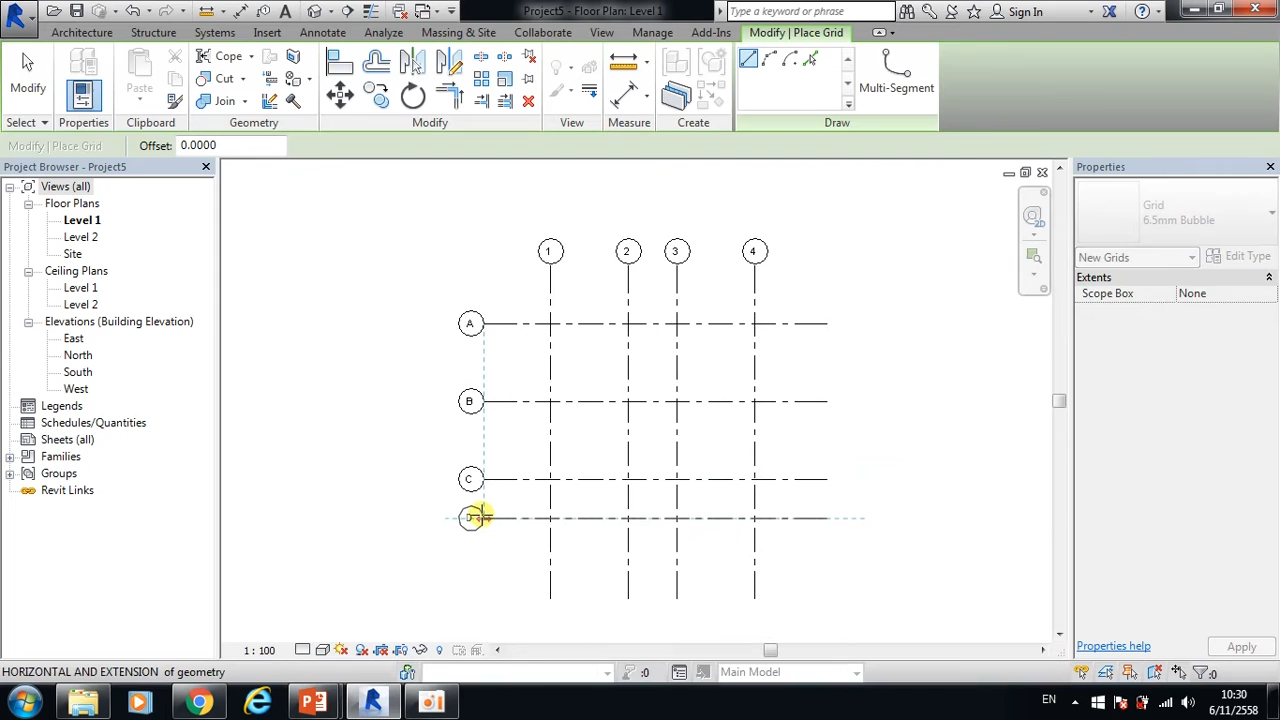 Project5 - Floor Plan: Level 1
Type a keyword or phrase
Sign In
Architecture
Structure
Systems
Insert
Annotate
Analyze
Massing & Site
Collaborate
View
Manage
Add-Ins
Modify | Place Grid
Modify
Paste
Cope
Cut
Join
Multi-Segment
Select
Properties
Clipboard
Geometry
Modify
View
Measure
Create
Draw
Modify | Place Grid
Offset:
0.0000
Project Browser - Project5
Views (all)
Floor Plans
Level 1
Level 2
Site
Ceiling Plans
Level 1
Level 2
Elevations (Building Elevation)
East
North
South
West
Legends
Schedules/Quantities
Sheets (all)
Families
Groups
Revit Links
2D
1
2
3
4
A
B
C
D
Properties
Grid
6.5mm Bubble
New Grids
Edit Type
Extents
Scope Box
None
Properties help
Apply
1 : 100
HORIZONTAL AND EXTENSION of geometry
:0
Main Model
:0
EN
10:30
6/11/2558